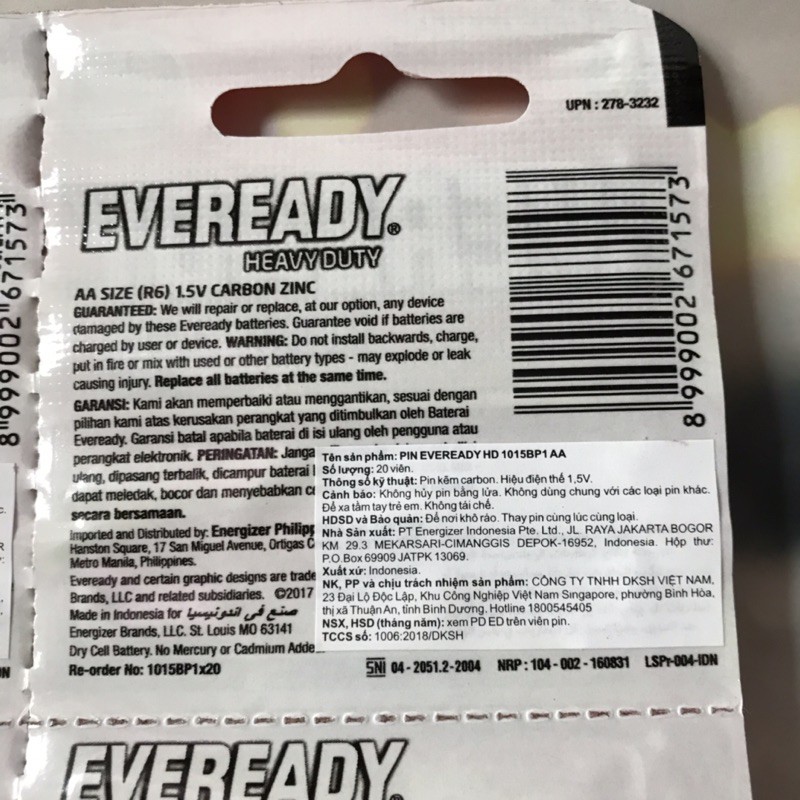 UPN : 278-3232
EVEREADY®
HEAVY DUTY
AA SIZE (R6) 1.5V CARBON ZINC
GUARANTEED: We will repair or replace, at our option, any device
damaged by these Eveready batteries. Guarantee void if batteries are
charged by user or device. WARNING: Do not install backwards, charge,
put in fire or mix with used or other battery types - may explode or leak
causing injury. Replace all batteries at the same time.
GARANSI: Kami akan memperbaiki atau menggantikan, sesuai dengan
pilihan kami atas kerusakan perangkat yang ditimbulkan oleh Baterai
Eveready. Garansi batal apabila baterai di isi ulang oleh pengguna atau
perangkat elektronik. PERINGATAN: Janga
ulang, dipasang terbalik, dicampur baterai
dapat meledak, bocor dan menyebabkan
secara bersamaan.
Imported and Distributed by: Energizer Philipp
Hanston Square, 17 San Miguel Avenue, Ortigas C
Metro Manila, Philippines.
Eveready and certain graphic designs are trade
Brands, LLC and related subsidiaries. ©2017
Made in Indonesia for صنع في اندونيسيا
Energizer Brands, LLC. St. Louis MO 63141
Dry Cell Battery. No Mercury or Cadmium Adde
Re-order No: 1015BP1x20
8 999002 671573
Tên sản phẩm: PIN EVEREADY HD 1015BP1 AA
Số lượng: 20 viên.
Thông số kỹ thuật: Pin kẽm carbon. Hiệu điện thế 1,5V.
Cảnh báo: Không hủy pin bằng lửa. Không dùng chung với các loại pin khác.
Để xa tầm tay trẻ em. Không tái chế.
HDSD và Bảo quản: Để nơi khô ráo. Thay pin cùng lúc cùng loại.
Nhà Sản xuất: PT Energizer Indonesia Pte. Ltd., JL. RAYA JAKARTA BOGOR
KM 29.3 MEKARSARI-CIMANGGIS DEPOK-16952, Indonesia. Hộp thư:
P.O.Box 69909 JATPK 13069.
Xuất xứ: Indonesia.
NK, PP và chịu trách nhiệm sản phẩm: CÔNG TY TNHH DKSH VIỆT NAM,
23 Đại Lộ Độc Lập, Khu Công Nghiệp Việt Nam Singapore, phường Bình Hòa,
thị xã Thuận An, tỉnh Bình Dương. Hotline 1800545405
NSX, HSD (tháng năm): xem PD ED trên viên pin.
TCCS số: 1006:2018/DKSH
SNI 04 - 2051.2-2004 NRP : 104 - 002 - 160831 LSPr-004-IDN
8 999002 671573
EVEREADY®